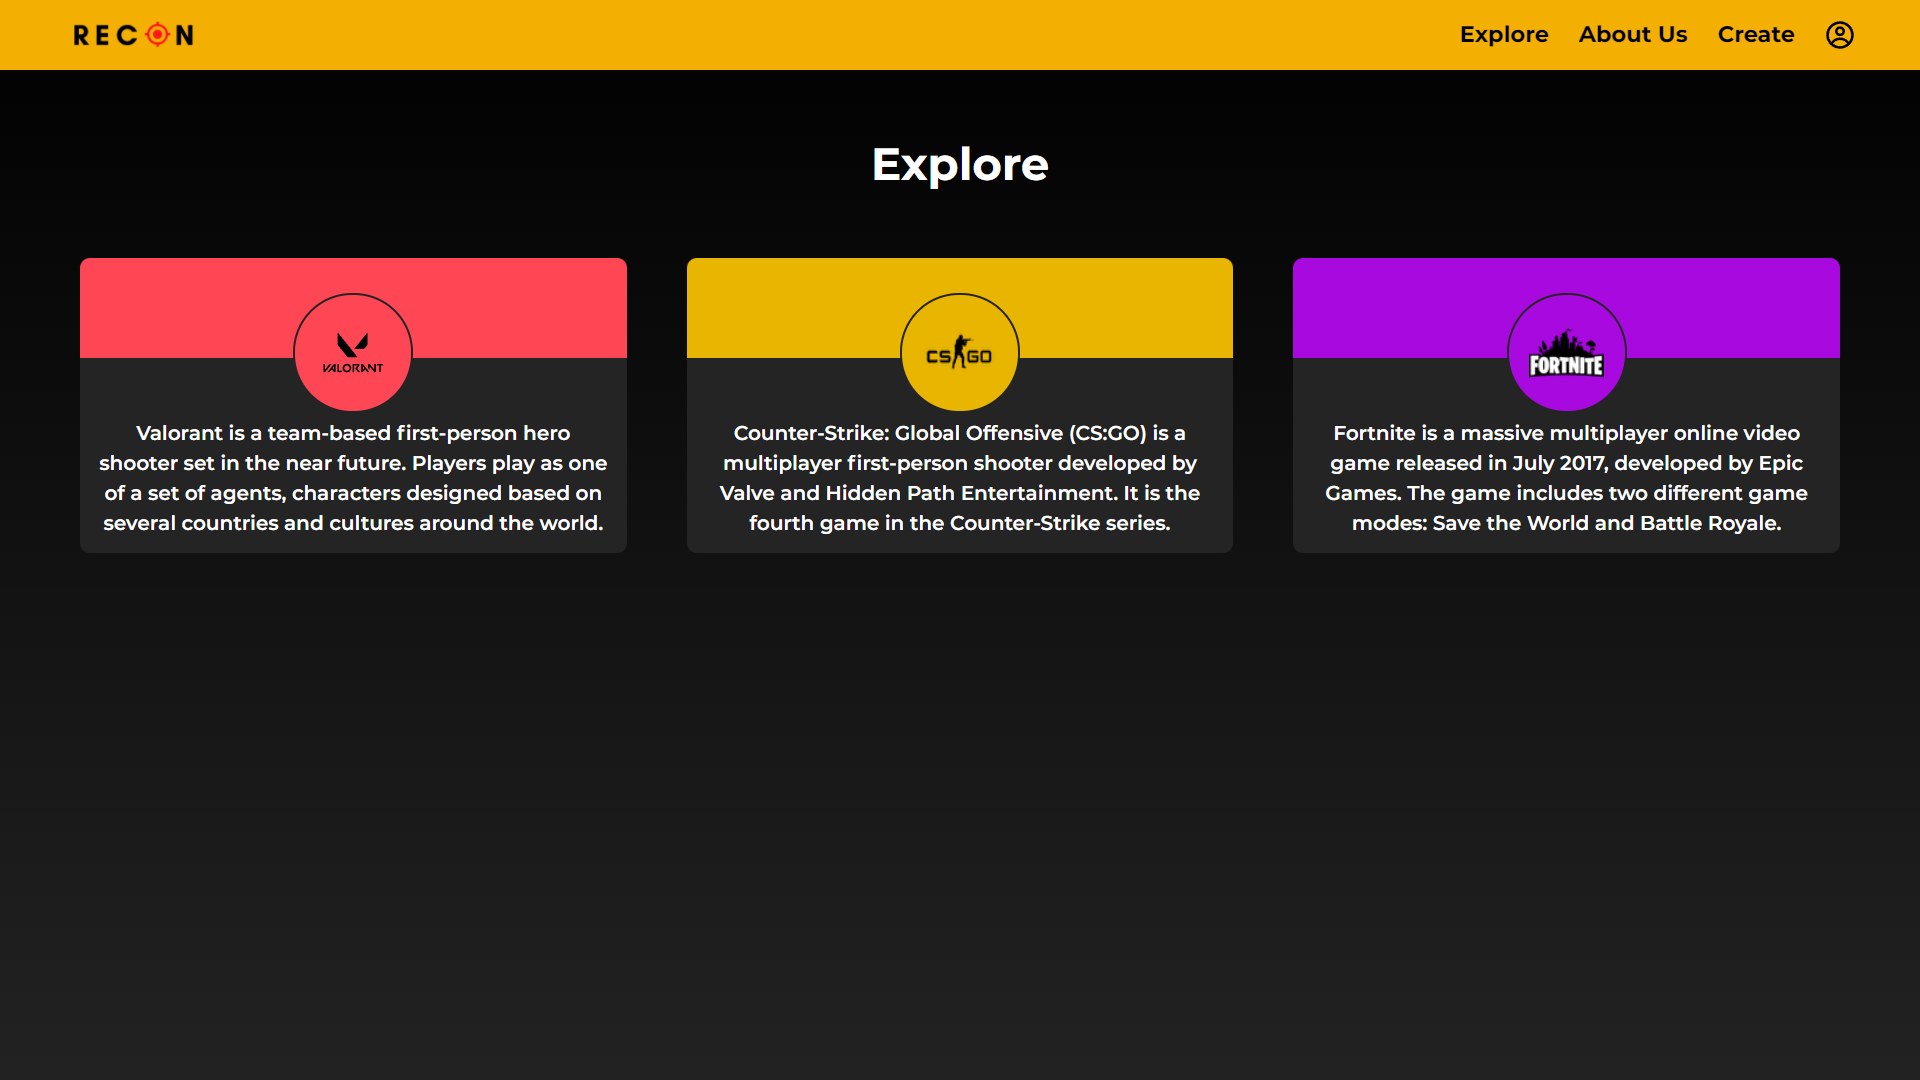 RECON
Explore
About Us
Create
Explore
VALORANT
Valorant is a team-based first-person hero
shooter set in the near future. Players play as one
of a set of agents, characters designed based on
several countries and cultures around the world.
CS GO
Counter-Strike: Global Offensive (CS:GO) is a
multiplayer first-person shooter developed by
Valve and Hidden Path Entertainment. It is the
fourth game in the Counter-Strike series.
FORTNITE
Fortnite is a massive multiplayer online video
game released in July 2017, developed by Epic
Games. The game includes two different game
modes: Save the World and Battle Royale.